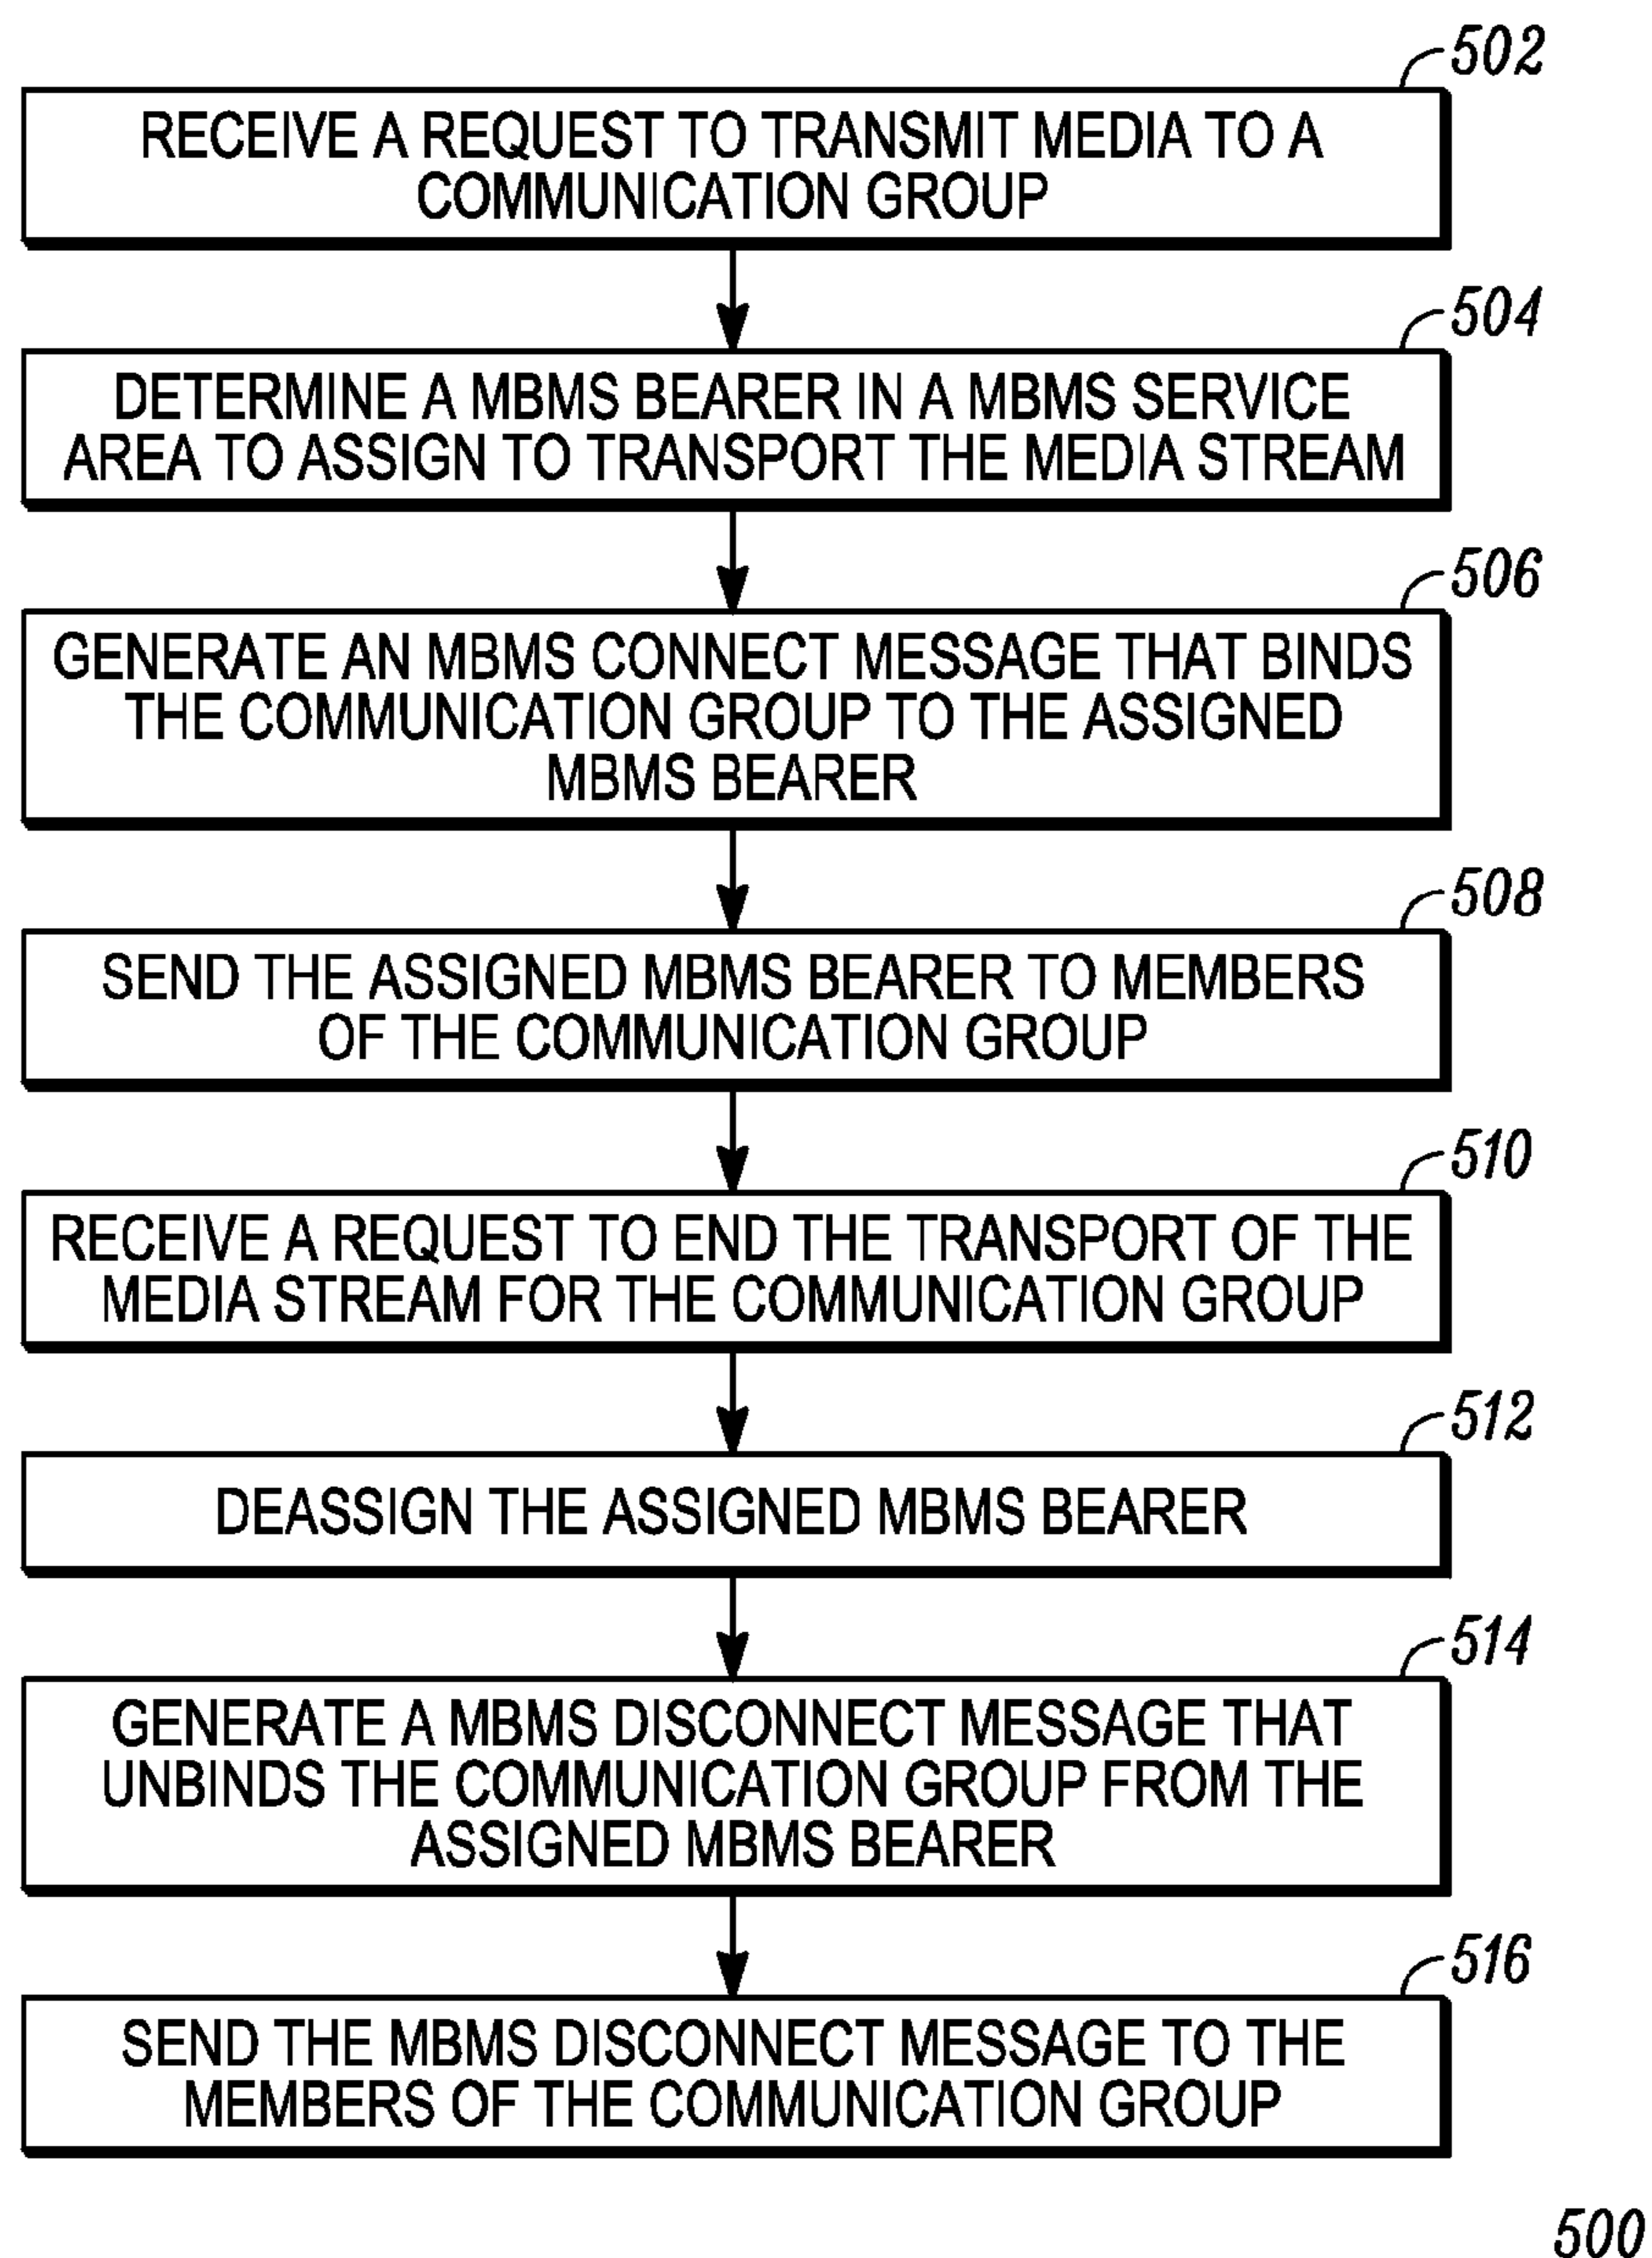 502
RECEIVE A REQUEST TO TRANSMIT MEDIA TO A
COMMUNICATION GROUP
504
DETERMINE A MBMS BEARER IN A MBMS SERVICE
AREA TO ASSIGN TO TRANSPORT THE MEDIA STREAM
506
GENERATE AN MBMS CONNECT MESSAGE THAT BINDS
THE COMMUNICATION GROUP TO THE ASSIGNED
MBMS BEARER
508
SEND THE ASSIGNED MBMS BEARER TO MEMBERS
OF THE COMMUNICATION GROUP
510
RECEIVE A REQUEST TO END THE TRANSPORT OF THE
MEDIA STREAM FOR THE COMMUNICATION GROUP
512
DEASSIGN THE ASSIGNED MBMS BEARER
514
GENERATE A MBMS DISCONNECT MESSAGE THAT
UNBINDS THE COMMUNICATION GROUP FROM THE
ASSIGNED MBMS BEARER
516
SEND THE MBMS DISCONNECT MESSAGE TO THE
MEMBERS OF THE COMMUNICATION GROUP
500